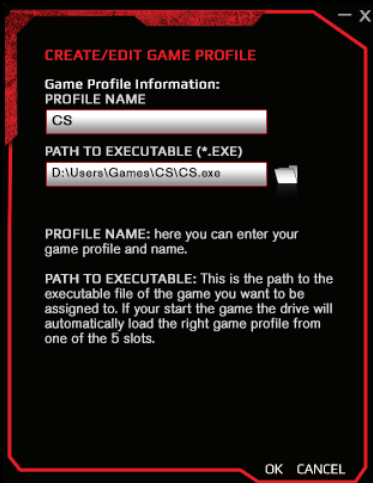 CREATE/EDIT GAME PROFILE
Game Profile Information:
PROFILE NAME
CS
PATH TO EXECUTABLE (*.EXE)
D:\Users\Games\CS\CS.exe
PROFILE NAME: here you can enter your
game profile and name.
PATH TO EXECUTABLE: This is the path to the
executable file of the game you want to be
assigned to. If your start the game the drive will
automatically load the right game profile from
one of the 5 slots.
OK CANCEL